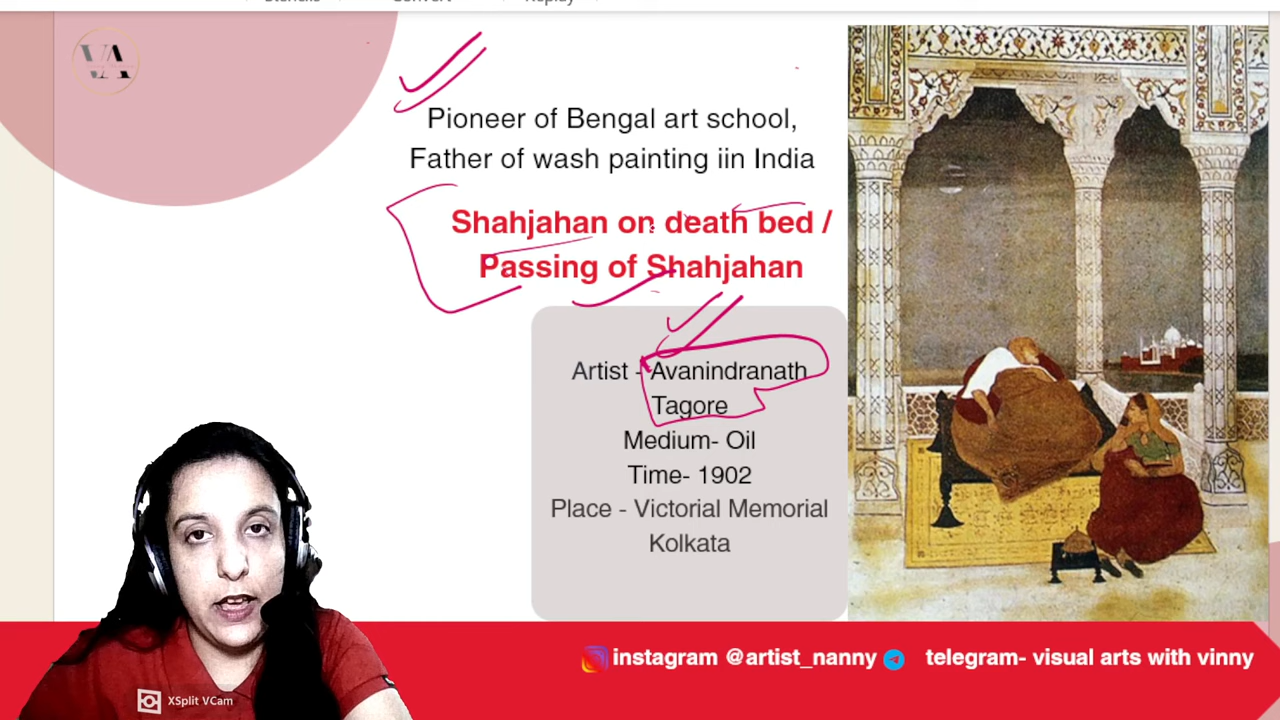 Pioneer of Bengal art school,
Father of wash painting iin India
Shahjahan on death bed /
Passing of Shahjahan
Artist - Avanindranath
Tagore
Medium- Oil
Time- 1902
Place - Victorial Memorial
Kolkata
instagram @artist_nanny telegram- visual arts with vinny
XSplit VCam